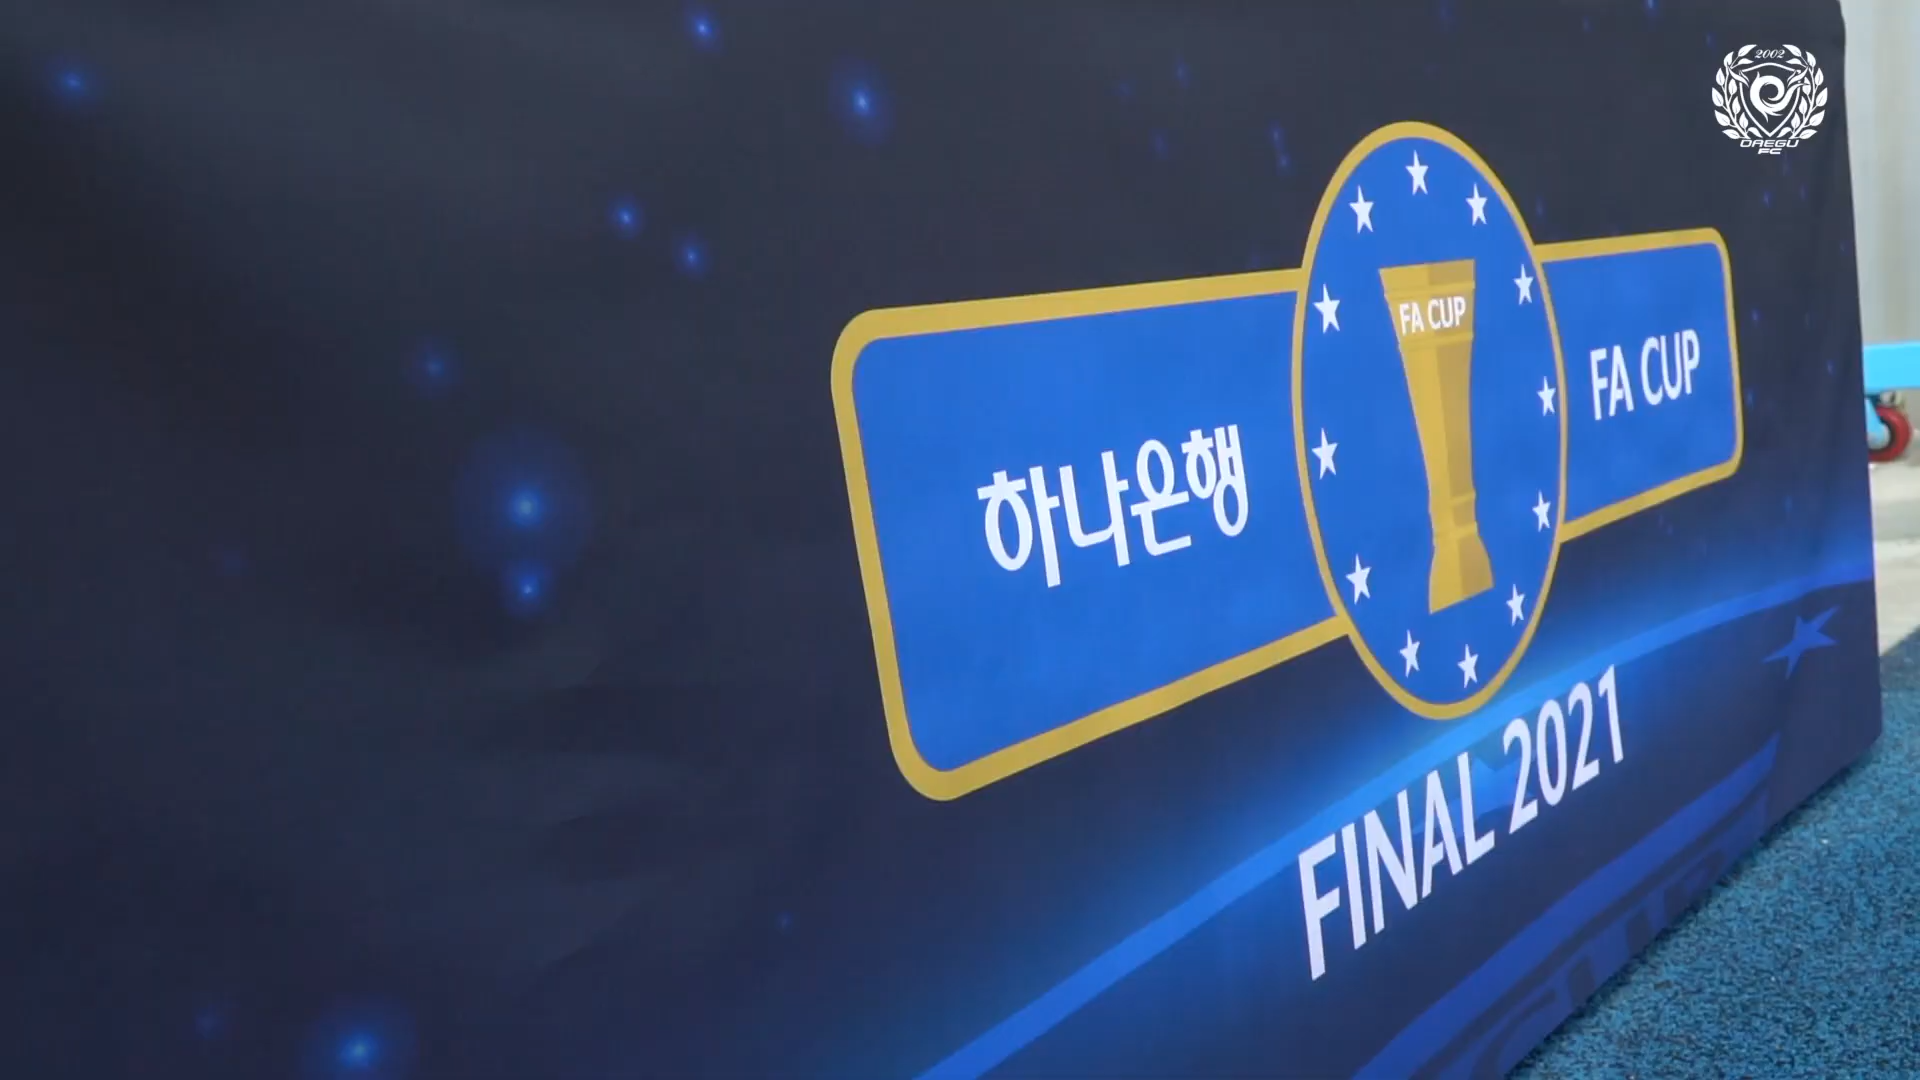 2002
DAEGU
FC
FA CUP
하나은행
FA CUP
FINAL 2021